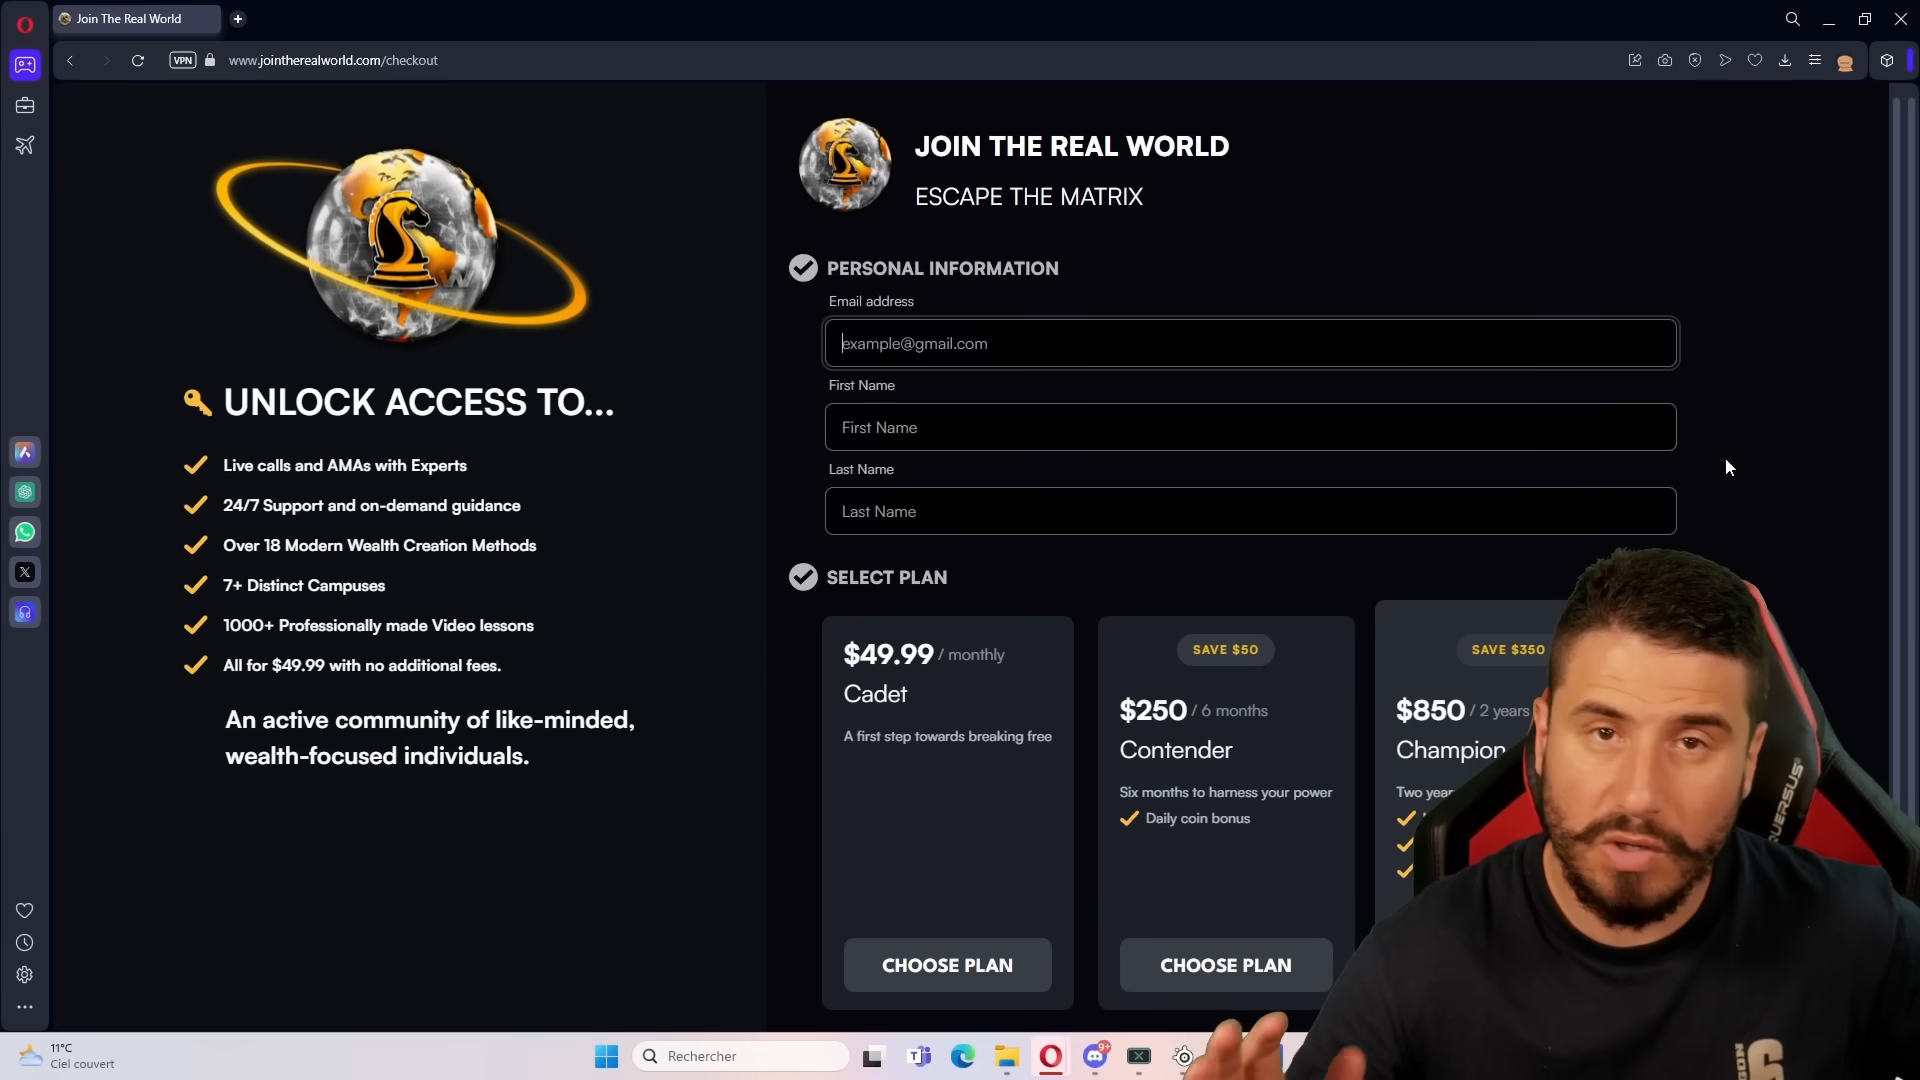 Join The Real World
VPN
www.jointherealworld.com/checkout
JOIN THE REAL WORLD
ESCAPE THE MATRIX
PERSONAL INFORMATION
Email address
example@gmail.com
First Name
First Name
Last Name
Last Name
UNLOCK ACCESS TO...
Live calls and AMAs with Experts
24/7 Support and on-demand guidance
Over 18 Modern Wealth Creation Methods
7+ Distinct Campuses
1000+ Professionally made Video lessons
All for $49.99 with no additional fees.
An active community of like-minded,
wealth-focused individuals.
SELECT PLAN
$49.99 / monthly
Cadet
A first step towards breaking free
CHOOSE PLAN
SAVE $50
$250 / 6 months
Contender
Six months to harness your power
Daily coin bonus
CHOOSE PLAN
SAVE $350
$850 / 2 years
Champion
Two year
QUERSUS
6
11°C
Ciel couvert
Rechercher
9+